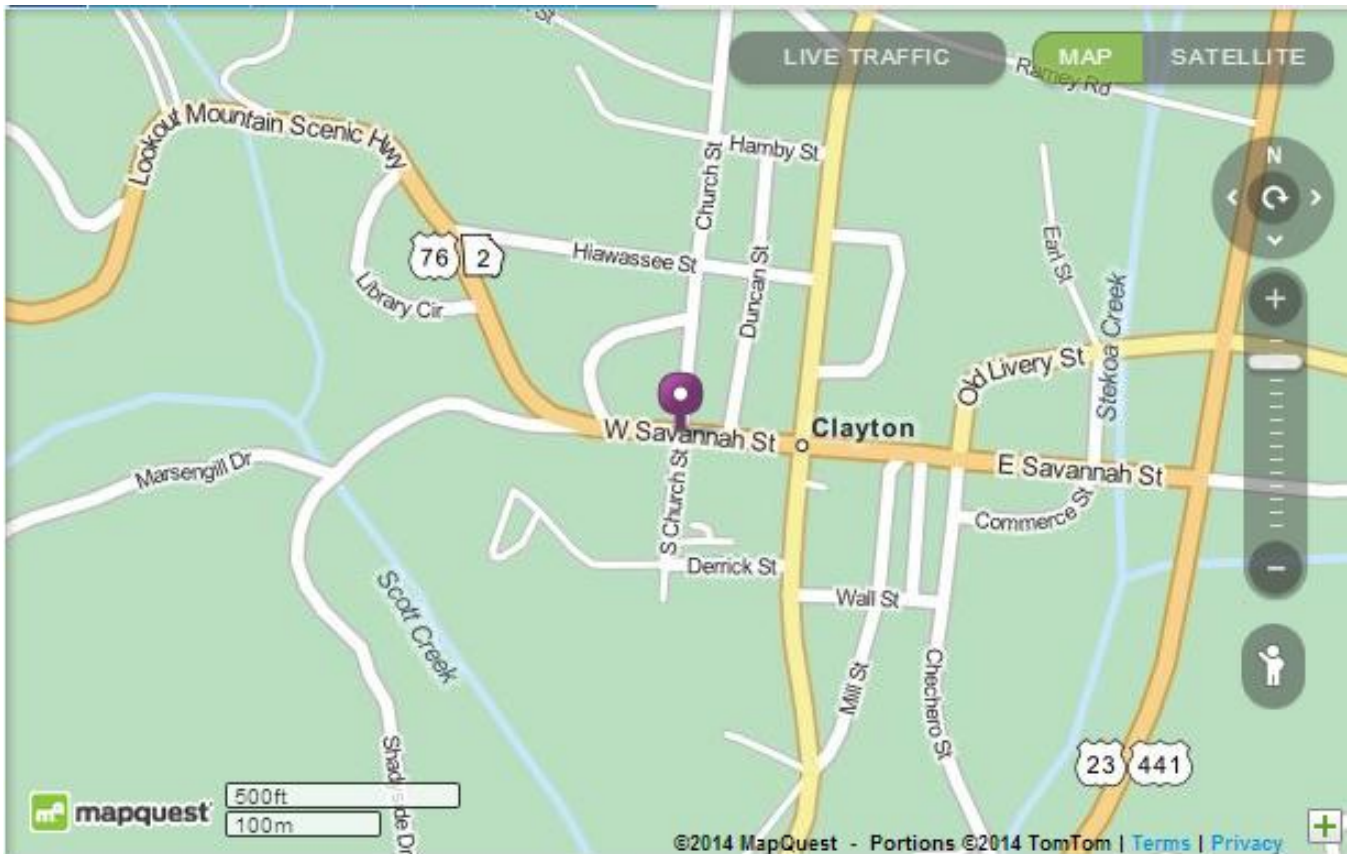 St
LIVE TRAFFIC
MAP
SATELLITE
Ramey Rd
Lookout Mountain Scenic Hwy
Hamby St
Church St
N
76
2
Hiawassee St
Duncan St
Earl St
Library Cir
Stekoa Creek
Old Livery St
W Savannah St
Clayton
E Savannah St
Marsengill Dr
S Church St
Commerce St
Derrick St
Wall St
Scott Creek
Mill St
Chechero St
Shadyside Dr
23
441
mapquest
500ft
100m
©2014 MapQuest - Portions ©2014 TomTom | Terms | Privacy